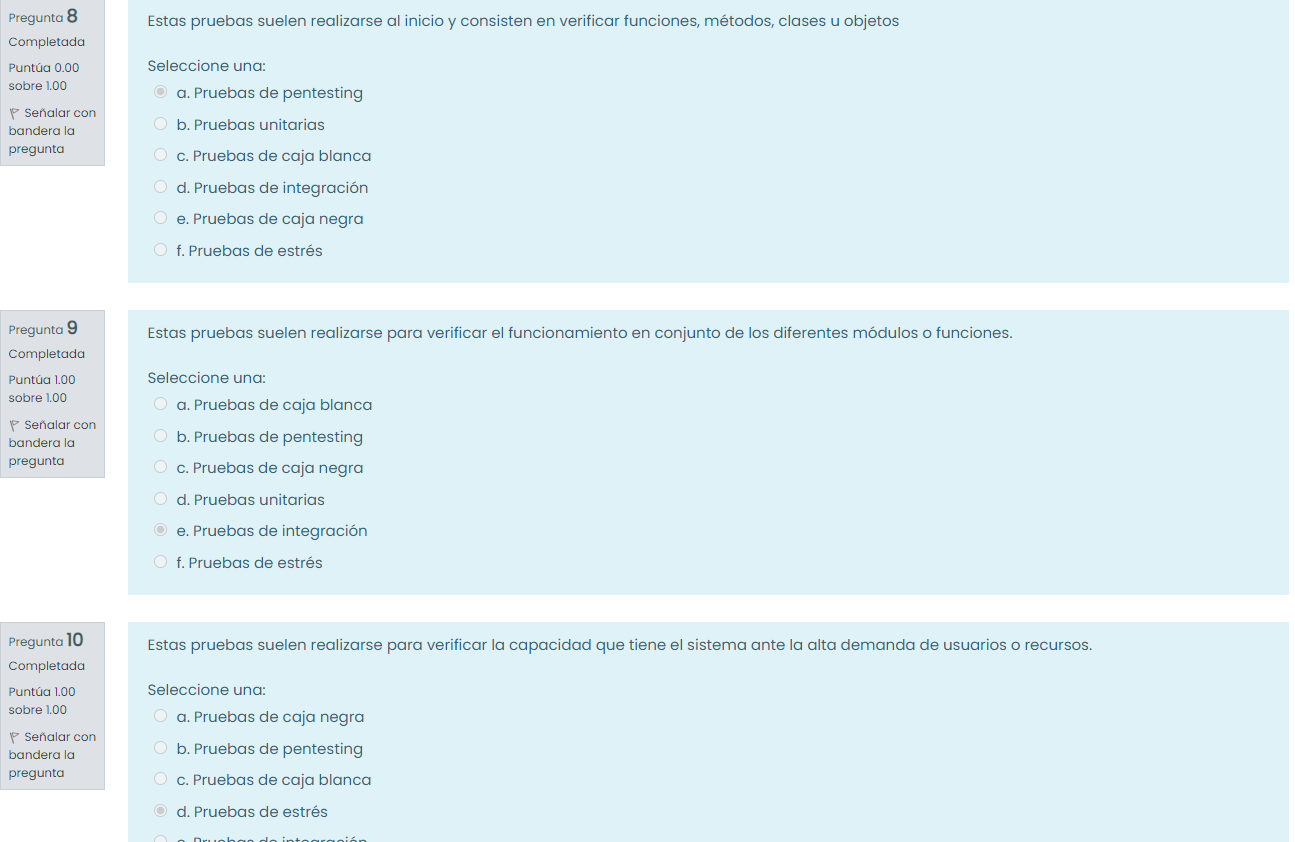 Pregunta 8
Completada
Puntúa 0.00
sobre 1.00
Señalar con
bandera la
pregunta
Estas pruebas suelen realizarse al inicio y consisten en verificar funciones, métodos, clases u objetos
Seleccione una:
a. Pruebas de pentesting
b. Pruebas unitarias
c. Pruebas de caja blanca
d. Pruebas de integración
e. Pruebas de caja negra
f. Pruebas de estrés
Pregunta 9
Completada
Puntúa 1.00
sobre 1.00
Señalar con
bandera la
pregunta
Estas pruebas suelen realizarse para verificar el funcionamiento en conjunto de los diferentes módulos o funciones.
Seleccione una:
a. Pruebas de caja blanca
b. Pruebas de pentesting
c. Pruebas de caja negra
d. Pruebas unitarias
e. Pruebas de integración
f. Pruebas de estrés
Pregunta 10
Completada
Puntúa 1.00
sobre 1.00
Señalar con
bandera la
pregunta
Estas pruebas suelen realizarse para verificar la capacidad que tiene el sistema ante la alta demanda de usuarios o recursos.
Seleccione una:
a. Pruebas de caja negra
b. Pruebas de pentesting
c. Pruebas de caja blanca
d. Pruebas de estrés
e. Pruebas de integración